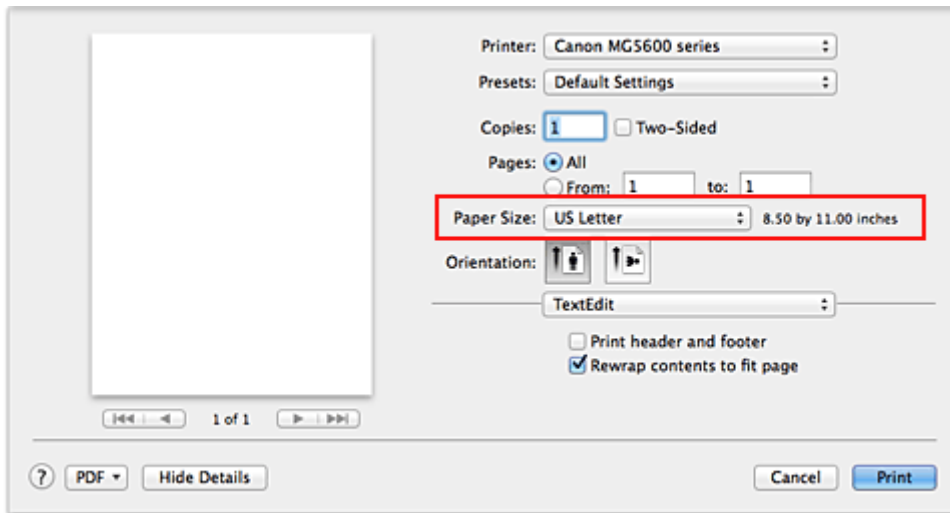 Printer: Canon MG5600 series
Presets: Default Settings
Copies: 1 Two-Sided
Pages: All
From: 1 to: 1
Paper Size: US Letter 8.50 by 11.00 inches
Orientation:
TextEdit
Print header and footer
Rewrap contents to fit page
1 of 1
? PDF Hide Details Cancel Print